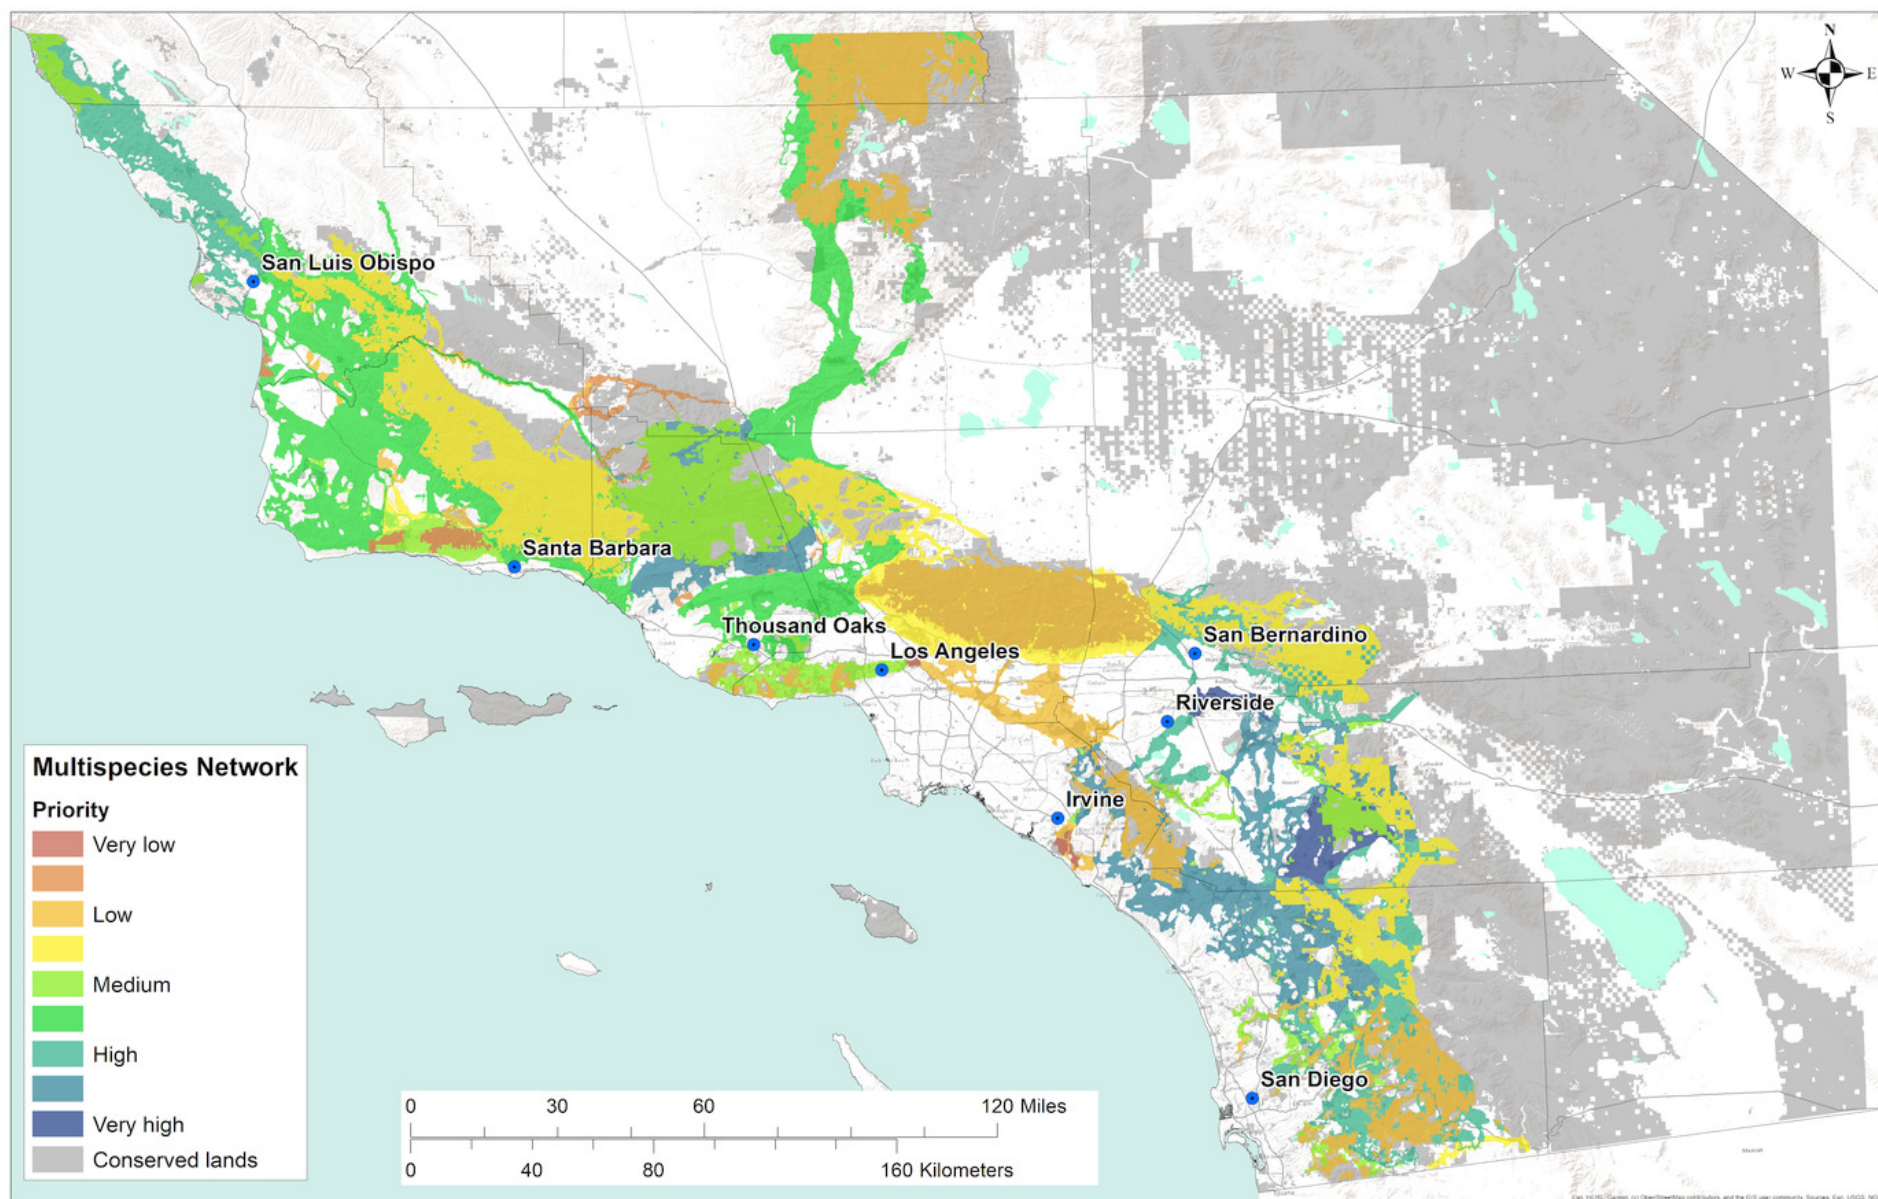 N
W E
S
San Luis Obispo
Santa Barbara
Thousand Oaks
Los Angeles
San Bernardino
Riverside
Irvine
San Diego
Multispecies Network
Priority
Very low
Low
Medium
High
Very high
Conserved lands
0 30 60 120 Miles
0 40 80 160 Kilometers